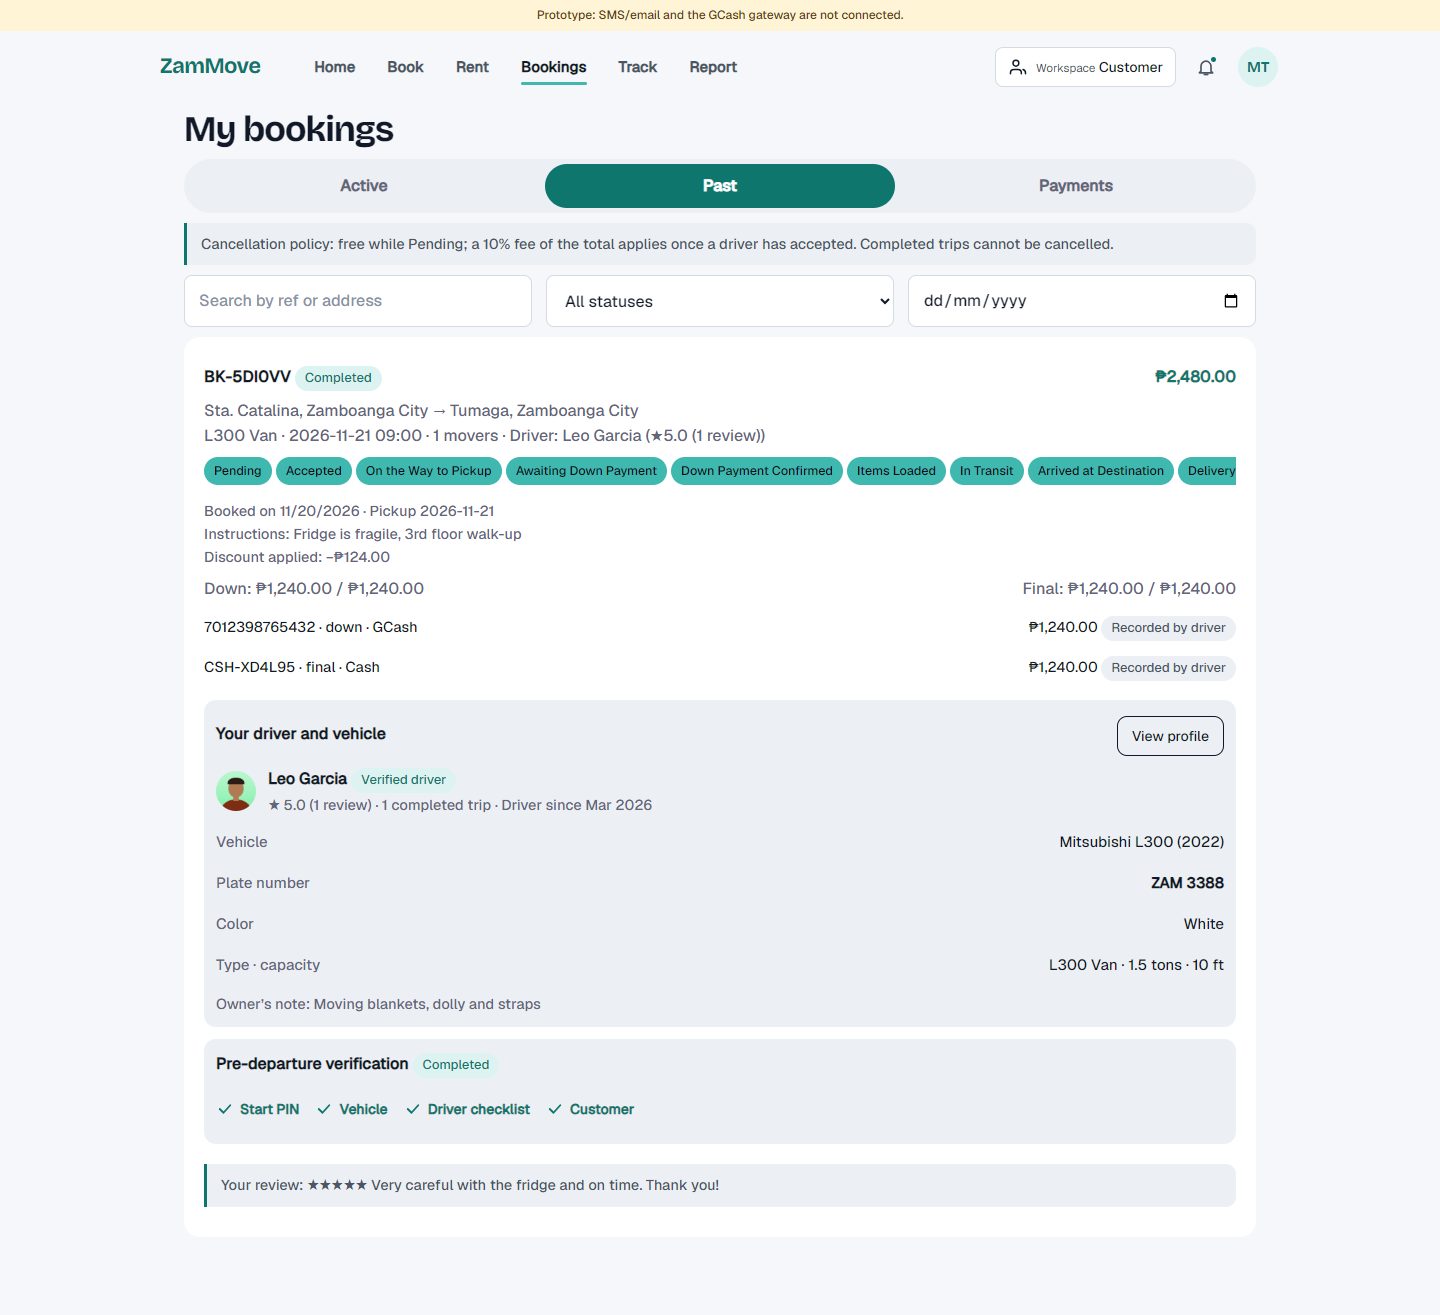 Prototype: SMS/email and the GCash gateway are not connected.
ZamMove Home Book Rent Bookings Track Report Workspace Customer MT
My bookings
Active Past Payments
Cancellation policy: free while Pending; a 10% fee of the total applies once a driver has accepted. Completed trips cannot be cancelled.
Search by ref or address All statuses dd/mm/yyyy
BK-5DI0VV Completed ₱2,480.00
Sta. Catalina, Zamboanga City → Tumaga, Zamboanga City
L300 Van · 2026-11-21 09:00 · 1 movers · Driver: Leo Garcia (★5.0 (1 review))
Pending Accepted On the Way to Pickup Awaiting Down Payment Down Payment Confirmed Items Loaded In Transit Arrived at Destination Delivery
Booked on 11/20/2026 · Pickup 2026-11-21
Instructions: Fridge is fragile, 3rd floor walk-up
Discount applied: −₱124.00
Down: ₱1,240.00 / ₱1,240.00 Final: ₱1,240.00 / ₱1,240.00
7012398765432 · down · GCash ₱1,240.00 Recorded by driver
CSH-XD4L95 · final · Cash ₱1,240.00 Recorded by driver
Your driver and vehicle View profile
Leo Garcia Verified driver
★ 5.0 (1 review) · 1 completed trip · Driver since Mar 2026
Vehicle Mitsubishi L300 (2022)
Plate number ZAM 3388
Color White
Type · capacity L300 Van · 1.5 tons · 10 ft
Owner's note: Moving blankets, dolly and straps
Pre-departure verification Completed
✓ Start PIN ✓ Vehicle ✓ Driver checklist ✓ Customer
Your review: ★★★★★ Very careful with the fridge and on time. Thank you!